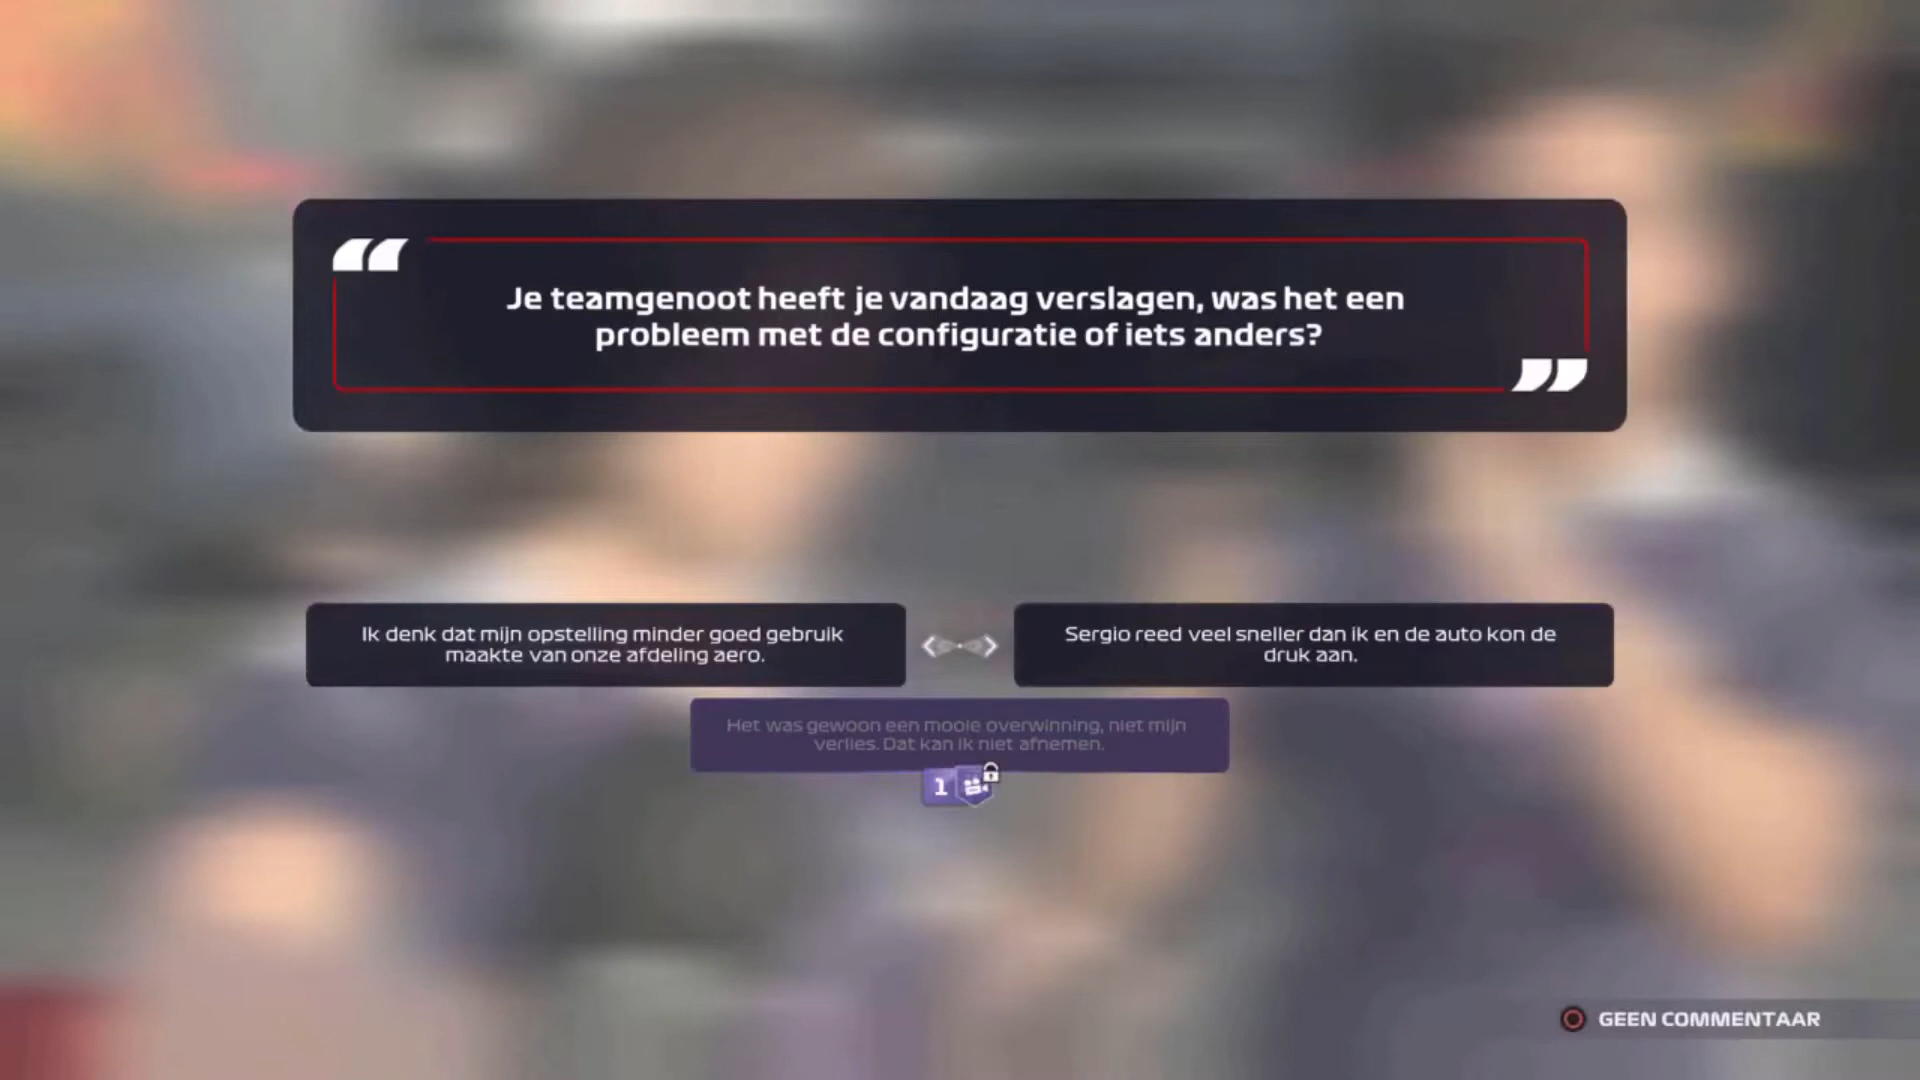 Je teamgenoot heeft je vandaag verslagen, was het een
probleem met de configuratie of iets anders?
Ik denk dat mijn opstelling minder goed gebruik
maakte van onze afdeling aero.
Sergio reed veel sneller dan ik en de auto kon de
druk aan.
Het was gewoon een mooie overwinning, niet mijn
verlies. Dat kan ik niet afnemen.
1
GEEN COMMENTAAR